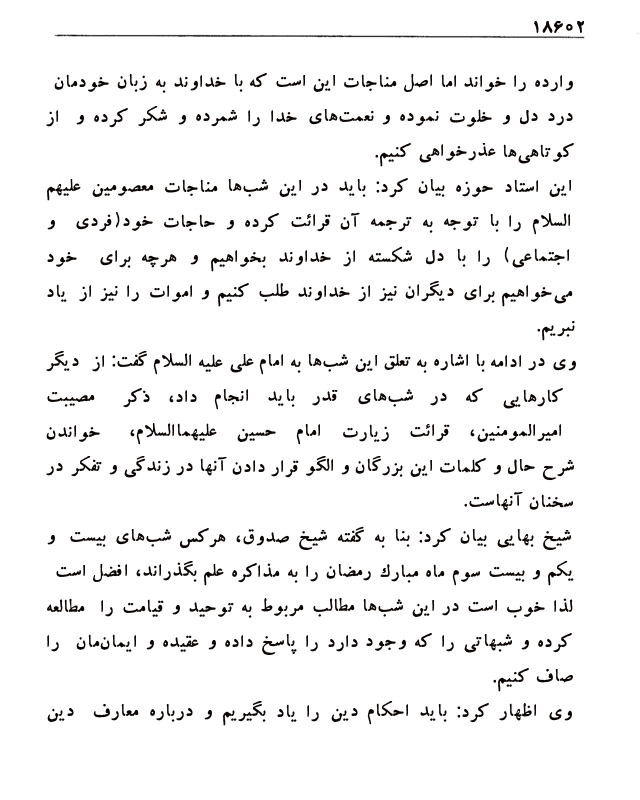 ۱۸۶۰۲
وارده را خواند اما اصل مناجات این است که با خداوند به زبان خودمان
درد دل و خلوت نموده و نعمت‌های خدا را شمرده و شکر کرده و از
کوتاهی‌ها عذرخواهی کنیم.
این استاد حوزه بیان کرد: باید در این شب‌ها مناجات معصومین علیهم
السلام را با توجه به ترجمه آن قرائت کرده و حاجات خود(فردی و
اجتماعی) را با دل شکسته از خداوند بخواهیم و هرچه برای خود
می‌خواهیم برای دیگران نیز از خداوند طلب کنیم و اموات را نیز از یاد
نبریم.
وی در ادامه با اشاره به تعلق این شب‌ها به امام علی علیه السلام گفت: از دیگر
کارهایی که در شب‌های قدر باید انجام داد، ذکر مصیبت
امیرالمومنین، قرائت زیارت امام حسین علیهماالسلام، خواندن
شرح حال و کلمات این بزرگان و الگو قرار دادن آنها در زندگی و تفکر در
سخنان آنهاست.
شیخ بهایی بیان کرد: بنا به گفته شیخ صدوق، هرکس شب‌های بیست و
یکم و بیست سوم ماه مبارك رمضان را به مذاکره علم بگذراند، افضل است
لذا خوب است در این شب‌ها مطالب مربوط به توحید و قیامت را مطالعه
کرده و شبهاتی را که وجود دارد را پاسخ داده و عقیده و ایمان‌مان را
صاف کنیم.
وی اظهار کرد: باید احکام دین را یاد بگیریم و درباره معارف دین